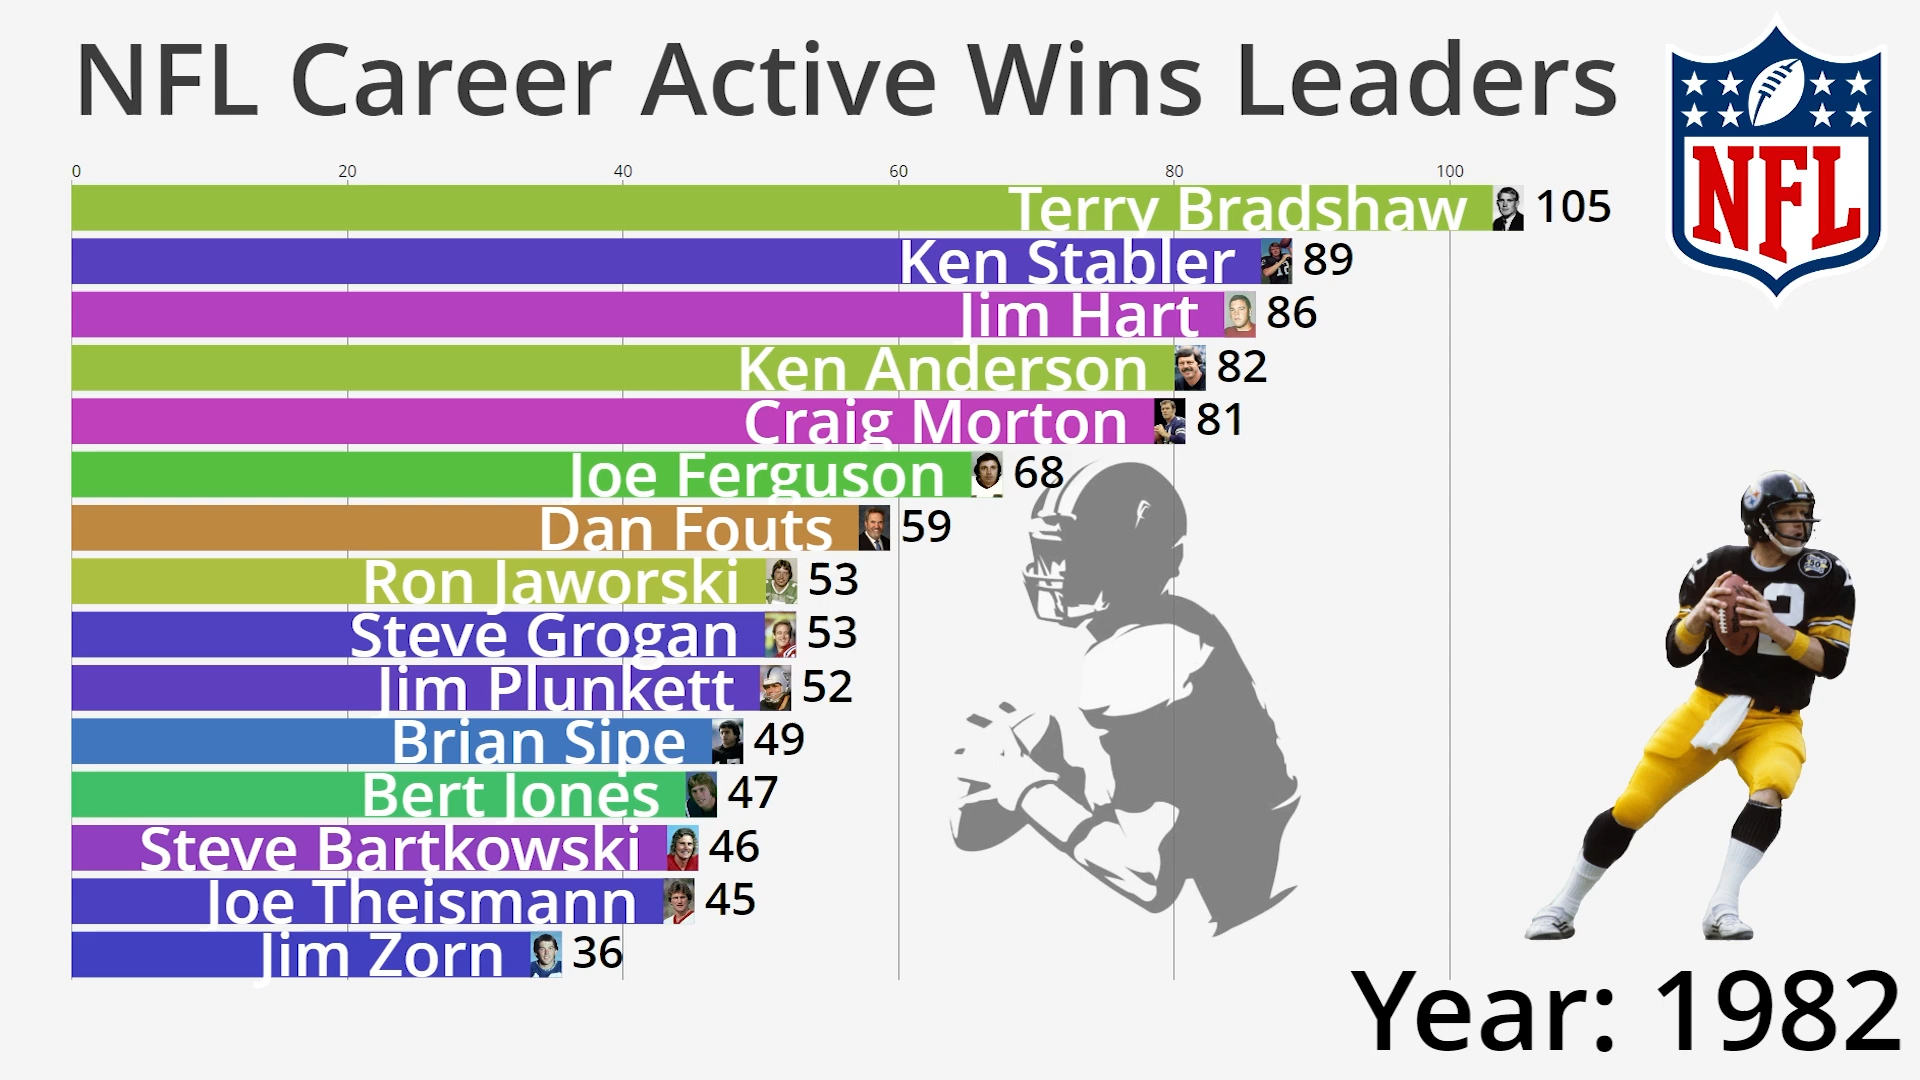 NFL Career Active Wins Leaders
NFL
0 20 40 60 80 100
Terry Bradshaw 105
Ken Stabler 89
Jim Hart 86
Ken Anderson 82
Craig Morton 81
Joe Ferguson 68
Dan Fouts 59
Ron Jaworski 53
Steve Grogan 53
Jim Plunkett 52
Brian Sipe 49
Bert Jones 47
Steve Bartkowski 46
Joe Theismann 45
Jim Zorn 36
Year: 1982